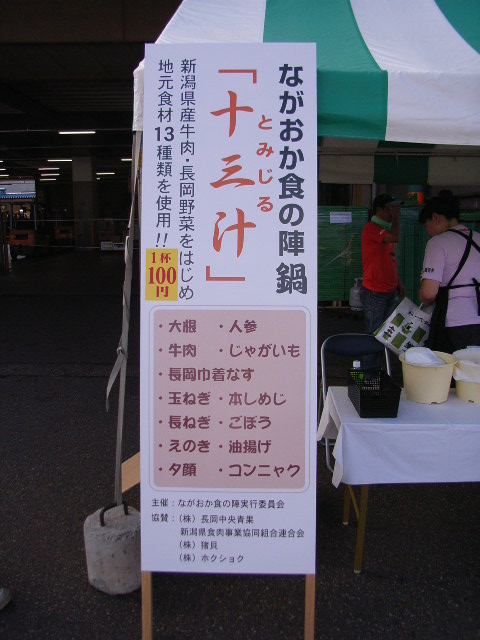 ながおか食の陣鍋
「十三汁」
とみじる
新潟県産牛肉・長岡野菜をはじめ
地元食材13種類を使用!!
1杯
100
円
・大根 ・人参
・牛肉 ・じゃがいも
・長岡巾着なす
・玉ねぎ ・本しめじ
・長ねぎ ・ごぼう
・えのき ・油揚げ
・夕顔 ・コンニャク
主催:ながおか食の陣実行委員会
協賛:(株)長岡中央青果
新潟県食肉事業協同組合連合会
(株)猪貝
(株)ホクショク